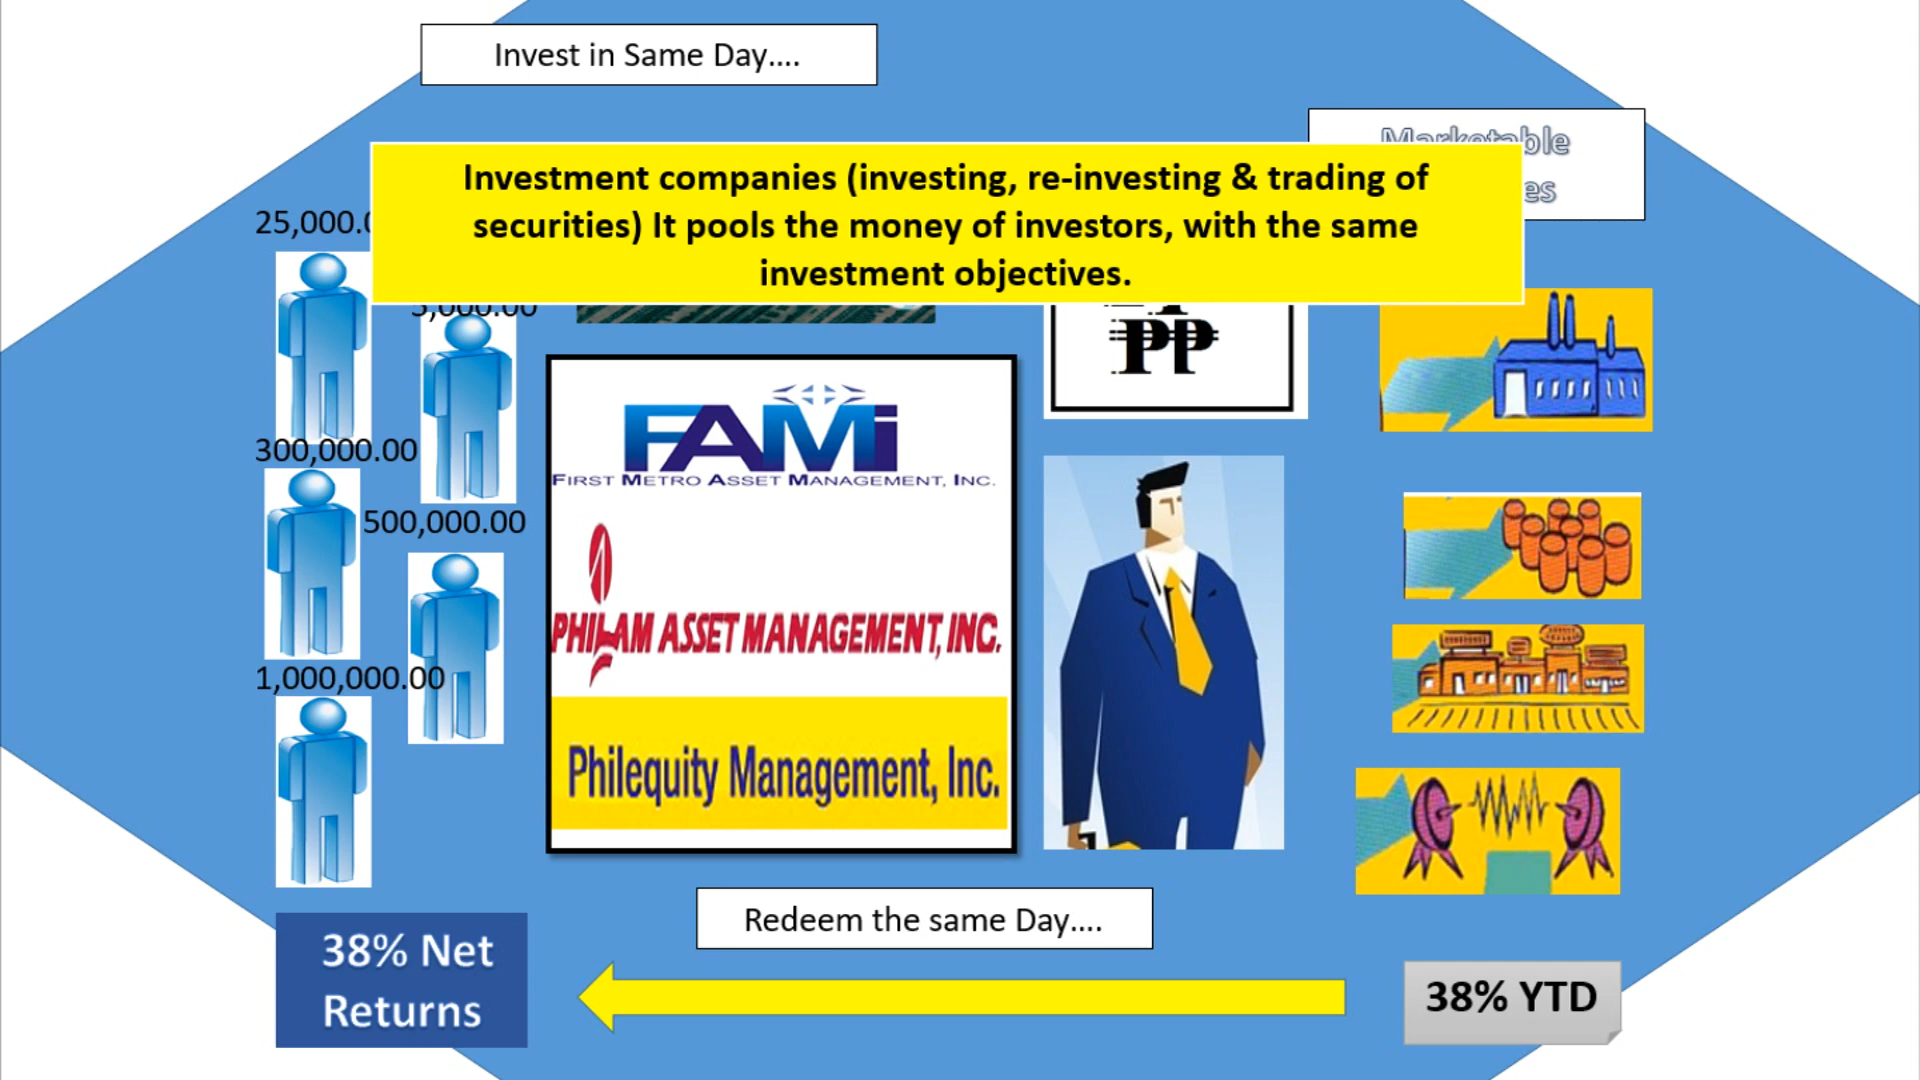 Invest in Same Day....
Investment companies (investing, re-investing & trading of
securities) It pools the money of investors, with the same
investment objectives.
300,000.00
500,000.00
1,000,000.00
FAMi
FIRST METRO ASSET MANAGEMENT, INC.
PHILAM ASSET MANAGEMENT, INC.
Philequity Management, Inc.
PP
Redeem the same Day....
38% Net
Returns
38% YTD